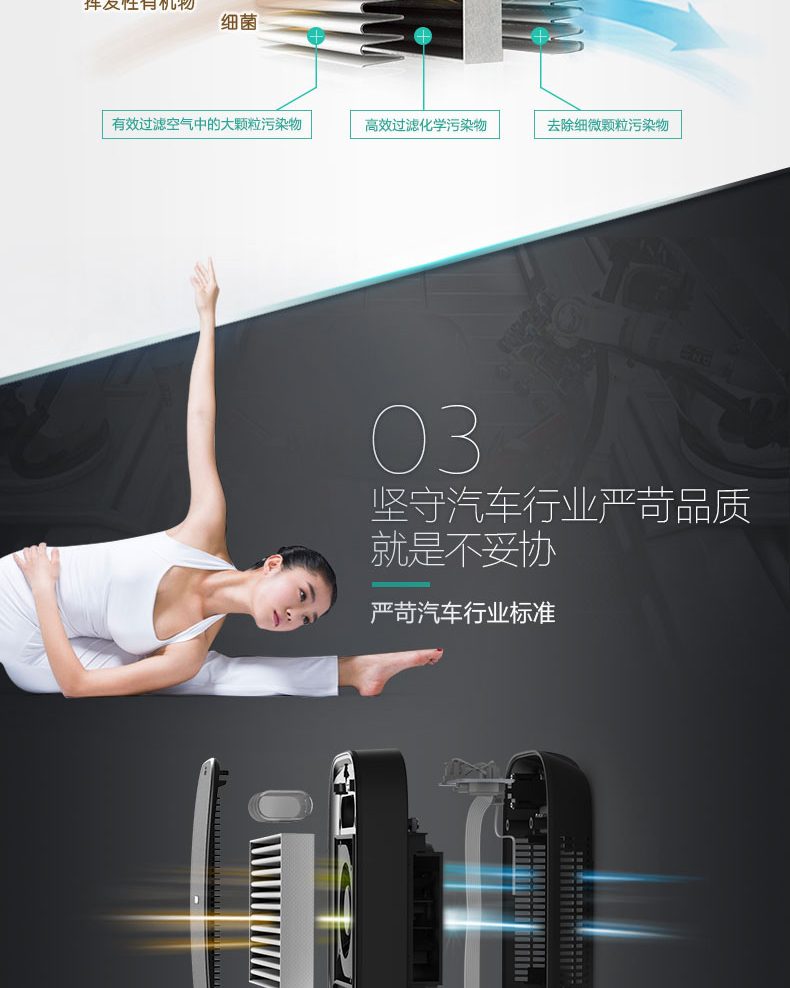 挥发性有机物
细菌
有效过滤空气中的大颗粒污染物
高效过滤化学污染物
去除细微颗粒污染物
03
坚守汽车行业严苛品质
就是不妥协
严苛汽车行业标准